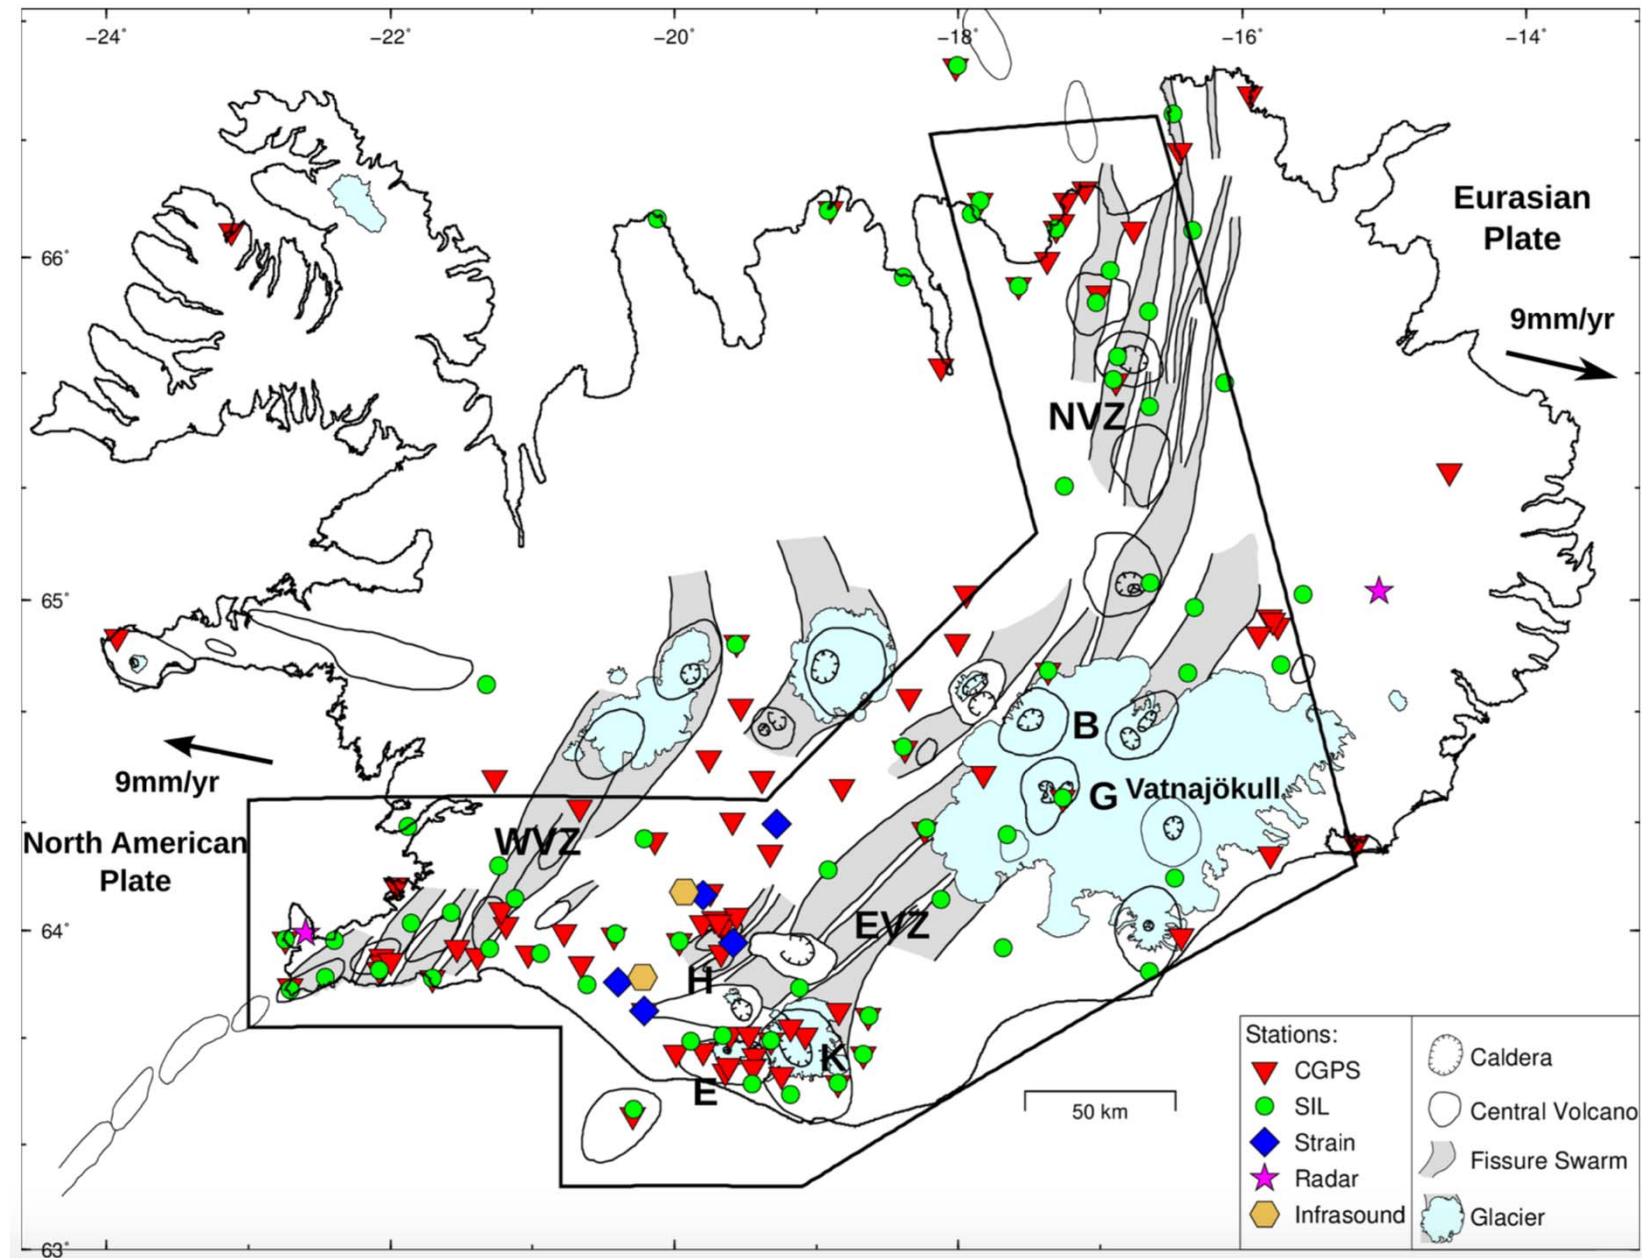 −24° −22° −20° −18° −16° −14°
66°
65°
64°
63°
Eurasian
Plate
9mm/yr
NVZ
9mm/yr
B
G Vatnajökull
North American
Plate
WVZ
EVZ
H
K
E
50 km
Stations:
CGPS
SIL
Strain
Radar
Infrasound
Caldera
Central Volcano
Fissure Swarm
Glacier